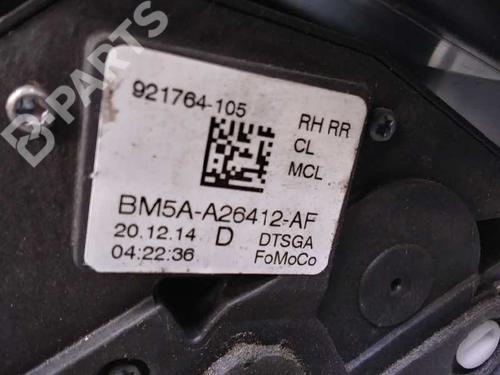 B PARTS
921764-105
RH RR
CL
MCL
BM5A-A26412-AF
20.12.14 D DTSGA
04:22:36 FoMoCo